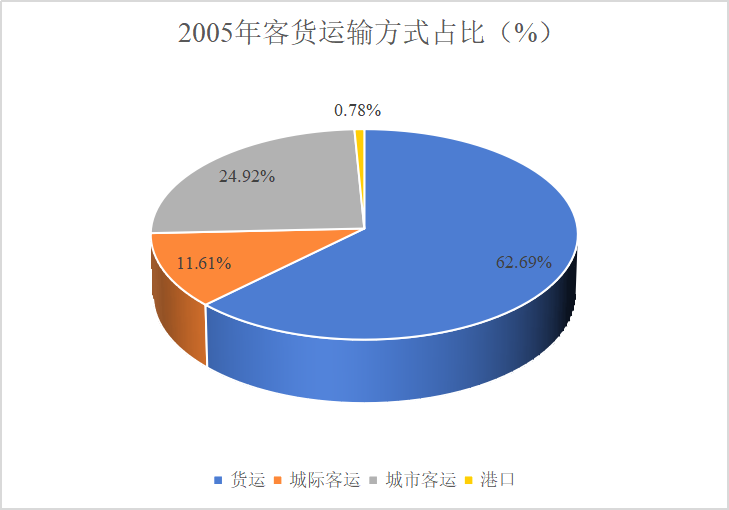 2005年客货运输方式占比（%）
0.78%
24.92%
11.61%
62.69%
货运 城际客运 城市客运 港口